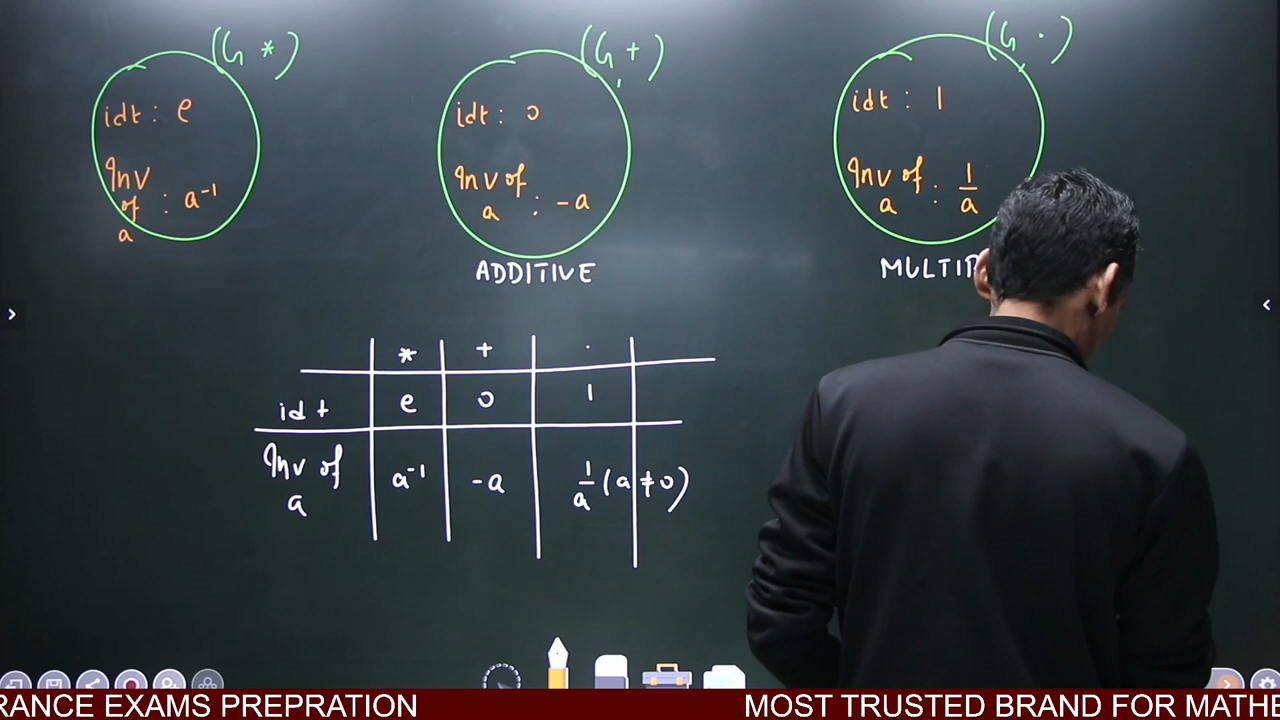 (G *)
idt : e
Inv of a : a⁻¹
(G, +)
idt : 0
Inv of a : -a
ADDITIVE
(G, ·)
idt : 1
Inv of a : 1/a
* + ·
idt e 0 1
Inv of a a⁻¹ -a 1/a (a ≠ 0)
RANCE EXAMS PREPRATION MOST TRUSTED BRAND FOR MATHE